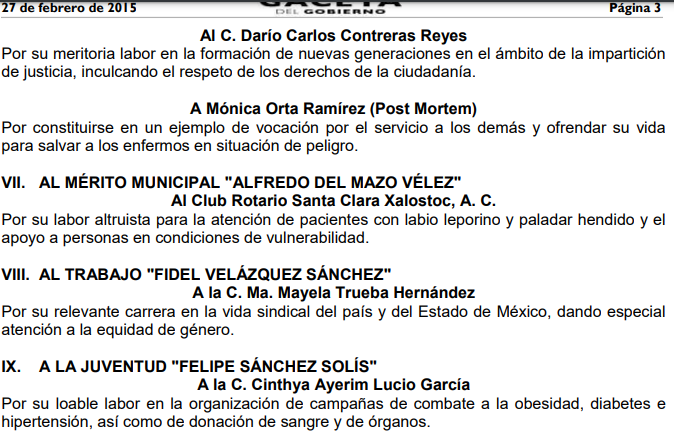 27 de febrero de 2015
GACETA
DEL GOBIERNO
Página 3
Al C. Darío Carlos Contreras Reyes
Por su meritoria labor en la formación de nuevas generaciones en el ámbito de la impartición
de justicia, inculcando el respeto de los derechos de la ciudadanía.
A Mónica Orta Ramírez (Post Mortem)
Por constituirse en un ejemplo de vocación por el servicio a los demás y ofrendar su vida
para salvar a los enfermos en situación de peligro.
VII. AL MÉRITO MUNICIPAL "ALFREDO DEL MAZO VÉLEZ"
Al Club Rotario Santa Clara Xalostoc, A. C.
Por su labor altruista para la atención de pacientes con labio leporino y paladar hendido y el
apoyo a personas en condiciones de vulnerabilidad.
VIII. AL TRABAJO "FIDEL VELÁZQUEZ SÁNCHEZ"
A la C. Ma. Mayela Trueba Hernández
Por su relevante carrera en la vida sindical del país y del Estado de México, dando especial
atención a la equidad de género.
IX. A LA JUVENTUD "FELIPE SÁNCHEZ SOLÍS"
A la C. Cinthya Ayerim Lucio García
Por su loable labor en la organización de campañas de combate a la obesidad, diabetes e
hipertensión, así como de donación de sangre y de órganos.